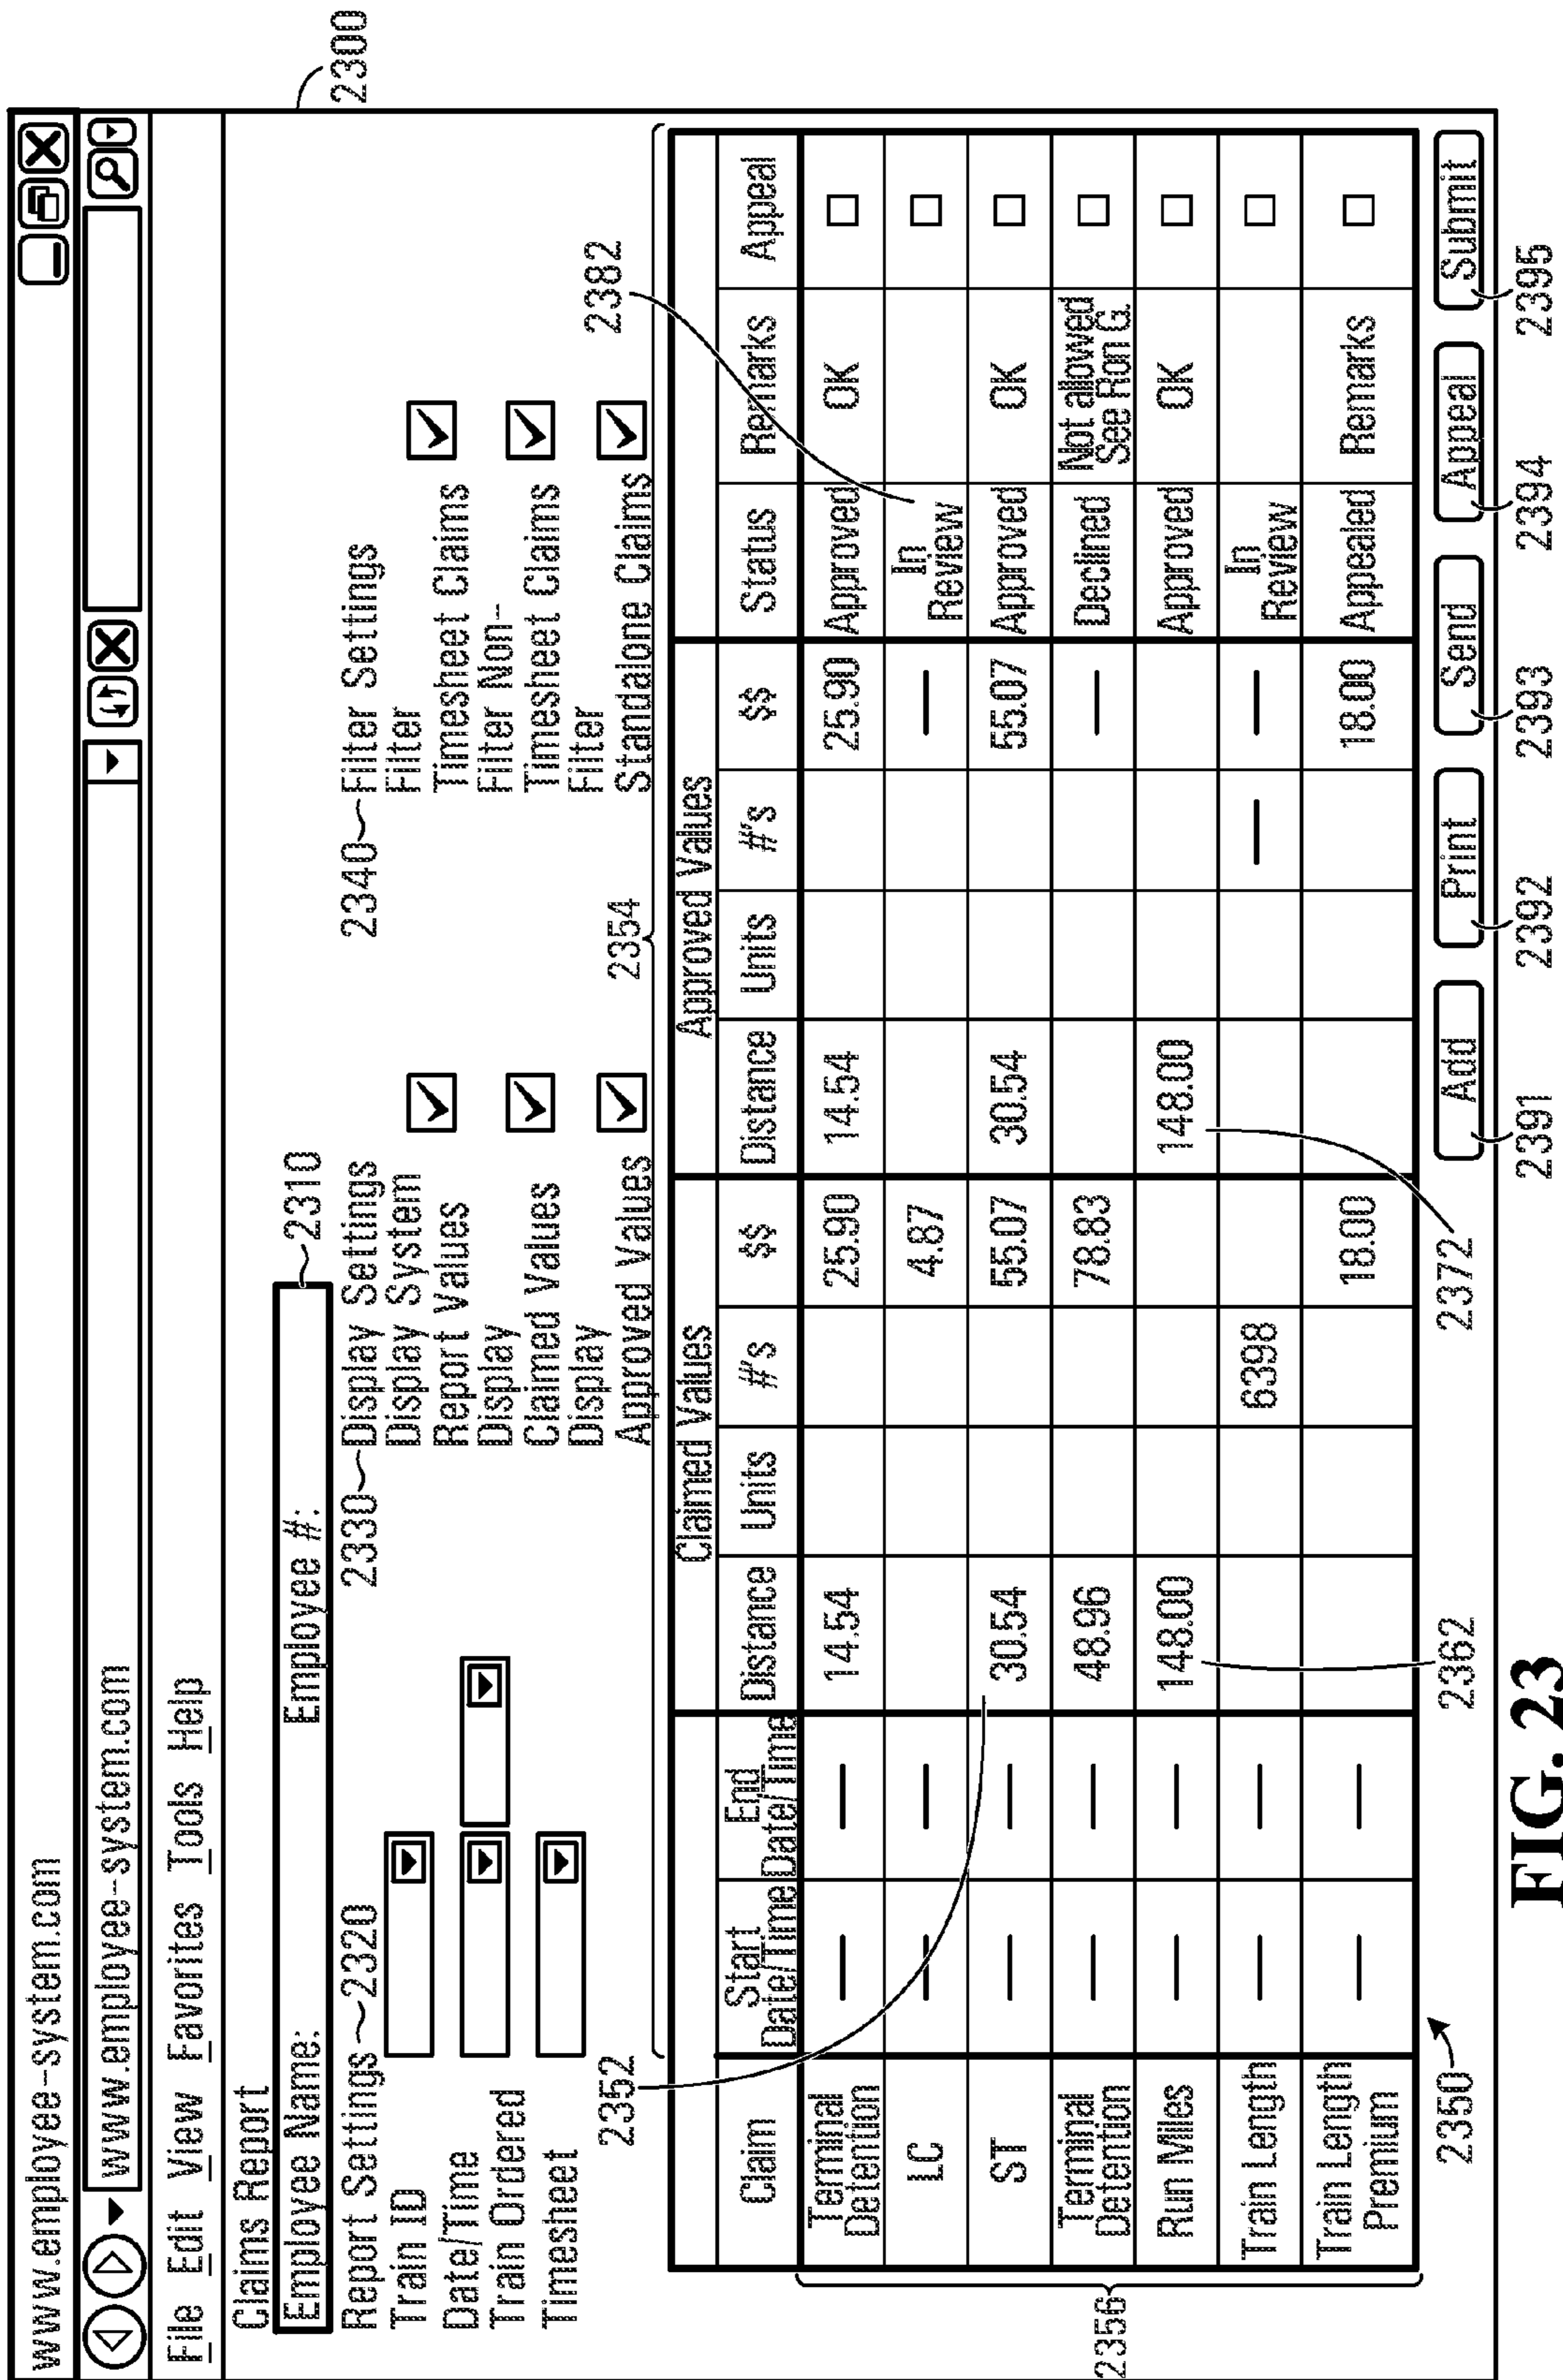 www.employee-system.com
www.employee-system.com
File Edit View Favorites Tools Help
2300
Claims Report
Employee Name: Employee #:
2310
Report Settings 2320
Train ID
Date/Time
Train Ordered
Timesheet
2330 Display Settings
Display System
Report Values
Display
Claimed Values
Display
Approved Values
2340 Filter Settings
Filter
Timesheet Claims
Filter Non-
Timesheet Claims
Filter
Standalone Claims
2352
2354
2382
Claimed Values Approved Values
Claim Start Date/Time End Date/Time Distance Units #'s $$ Distance Units #'s $$ Status Remarks Appeal
Terminal Detention — — 14.54 25.90 14.54 25.90 Approved OK
LC — — 4.87 — In Review
ST — — 30.54 55.07 30.54 55.07 Approved OK
Terminal Detention — — 48.96 78.83 — Declined Not allowed See Ron G.
Run Miles — — 148.00 148.00 Approved OK
Train Length — — 6398 — — In Review
Train Length Premium — — 18.00 18.00 Appealed Remarks
2356
Add Print Send Appeal Submit
2350
2362
2372
2391 2392 2393 2394 2395
FIG. 23